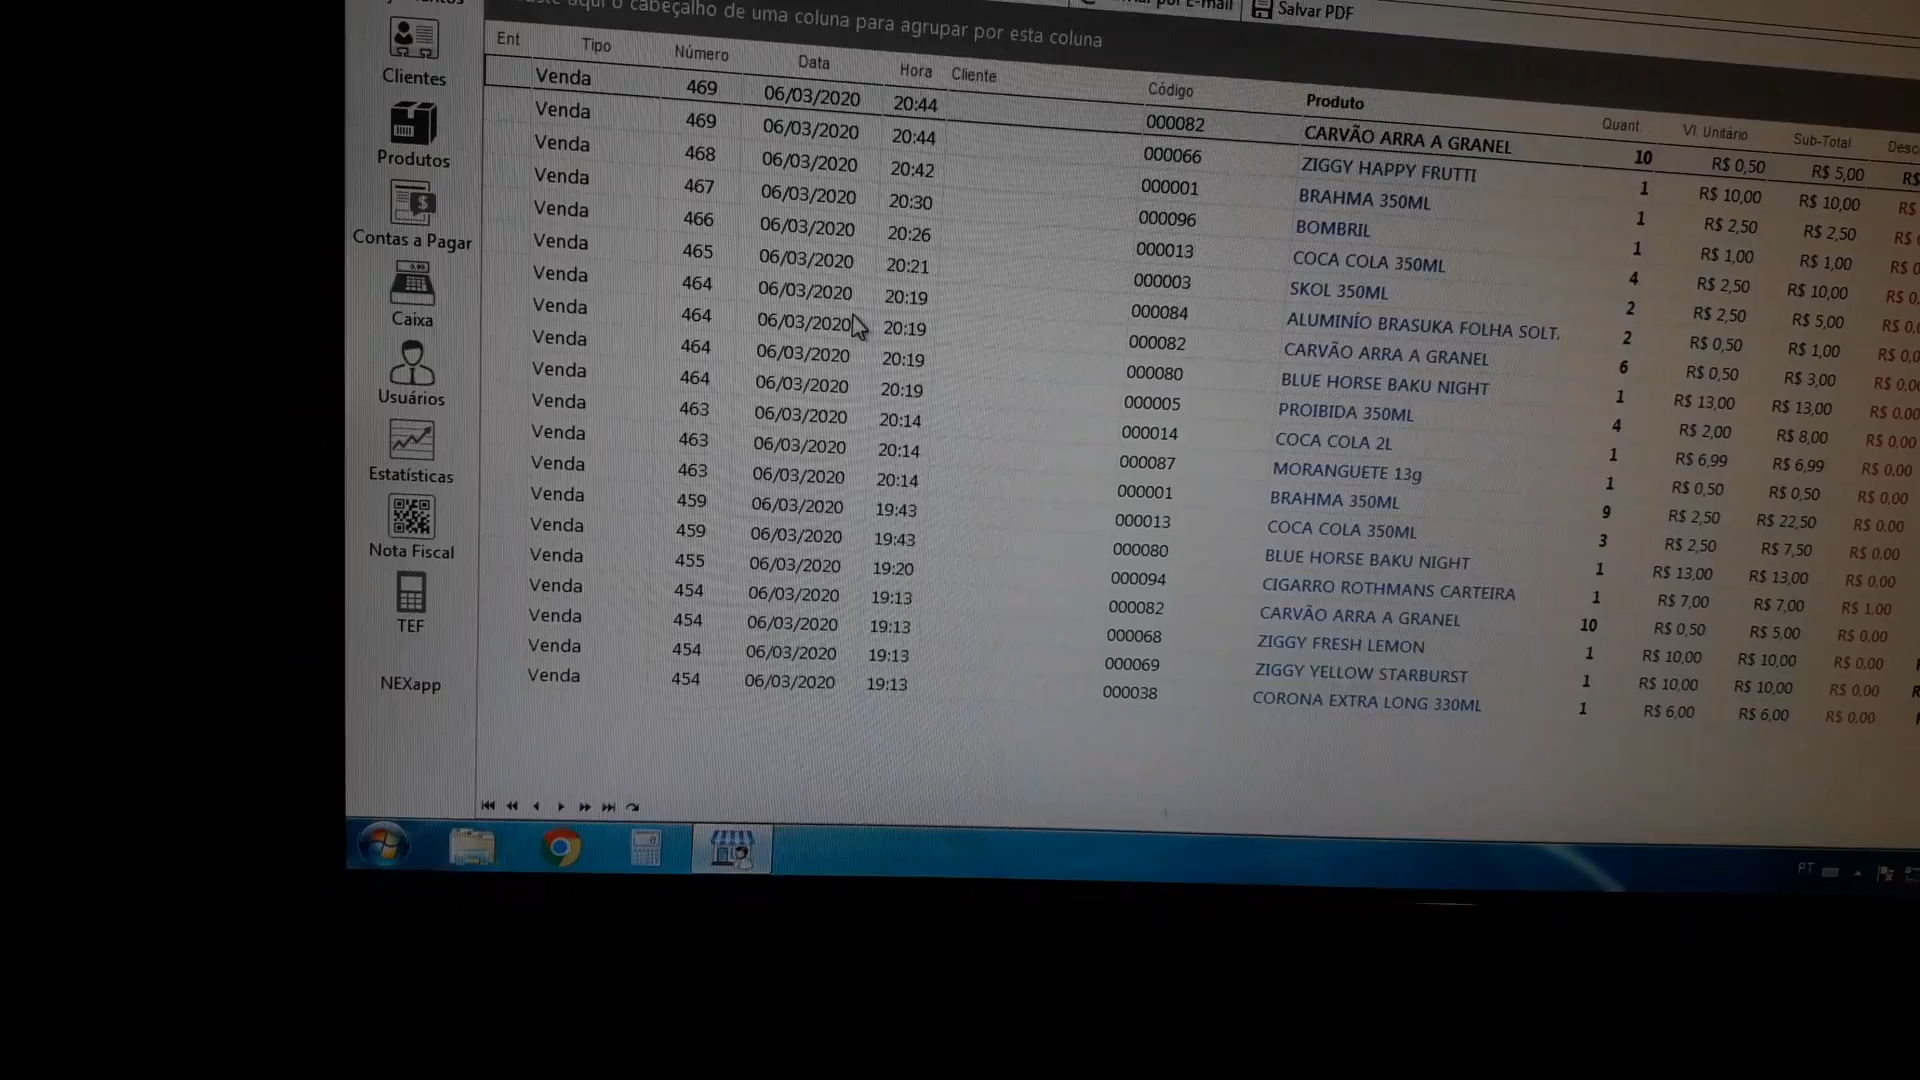 aqui o cabeçalho de uma coluna para agrupar por esta coluna
por E-mail
Salvar PDF
Clientes
Produtos
Contas a Pagar
Caixa
Usuários
Estatísticas
Nota Fiscal
TEF
NEXapp
Ent Tipo Número Data Hora Cliente Código Produto Quant. Vl. Unitário Sub-Total Desc
Venda 469 06/03/2020 20:44 000082 CARVÃO ARRA A GRANEL 10 R$ 0,50 R$ 5,00 R$
Venda 469 06/03/2020 20:44 000066 ZIGGY HAPPY FRUTTI 1 R$ 10,00 R$ 10,00 R$
Venda 468 06/03/2020 20:42 000001 BRAHMA 350ML 1 R$ 2,50 R$ 2,50 R$
Venda 467 06/03/2020 20:30 000096 BOMBRIL 1 R$ 1,00 R$ 1,00 R$ 0
Venda 466 06/03/2020 20:26 000013 COCA COLA 350ML 4 R$ 2,50 R$ 10,00 R$ 0,
Venda 465 06/03/2020 20:21 000003 SKOL 350ML 2 R$ 2,50 R$ 5,00 R$ 0,0
Venda 464 06/03/2020 20:19 000084 ALUMINÍO BRASUKA FOLHA SOLT. 2 R$ 0,50 R$ 1,00 R$ 0,0
Venda 464 06/03/2020 20:19 000082 CARVÃO ARRA A GRANEL 6 R$ 0,50 R$ 3,00 R$ 0,00
Venda 464 06/03/2020 20:19 000080 BLUE HORSE BAKU NIGHT 1 R$ 13,00 R$ 13,00 R$ 0,00
Venda 464 06/03/2020 20:19 000005 PROIBIDA 350ML 4 R$ 2,00 R$ 8,00 R$ 0,00
Venda 463 06/03/2020 20:14 000014 COCA COLA 2L 1 R$ 6,99 R$ 6,99 R$ 0,00
Venda 463 06/03/2020 20:14 000087 MORANGUETE 13g 1 R$ 0,50 R$ 0,50 R$ 0,00
Venda 463 06/03/2020 20:14 000001 BRAHMA 350ML 9 R$ 2,50 R$ 22,50 R$ 0,00
Venda 459 06/03/2020 19:43 000013 COCA COLA 350ML 3 R$ 2,50 R$ 7,50 R$ 0,00
Venda 459 06/03/2020 19:43 000080 BLUE HORSE BAKU NIGHT 1 R$ 13,00 R$ 13,00 R$ 0,00
Venda 455 06/03/2020 19:20 000094 CIGARRO ROTHMANS CARTEIRA 1 R$ 7,00 R$ 7,00 R$ 1,00
Venda 454 06/03/2020 19:13 000082 CARVÃO ARRA A GRANEL 10 R$ 0,50 R$ 5,00 R$ 0,00
Venda 454 06/03/2020 19:13 000068 ZIGGY FRESH LEMON 1 R$ 10,00 R$ 10,00 R$ 0,00
Venda 454 06/03/2020 19:13 000069 ZIGGY YELLOW STARBURST 1 R$ 10,00 R$ 10,00 R$ 0,00
Venda 454 06/03/2020 19:13 000038 CORONA EXTRA LONG 330ML 1 R$ 6,00 R$ 6,00 R$ 0,00
PT